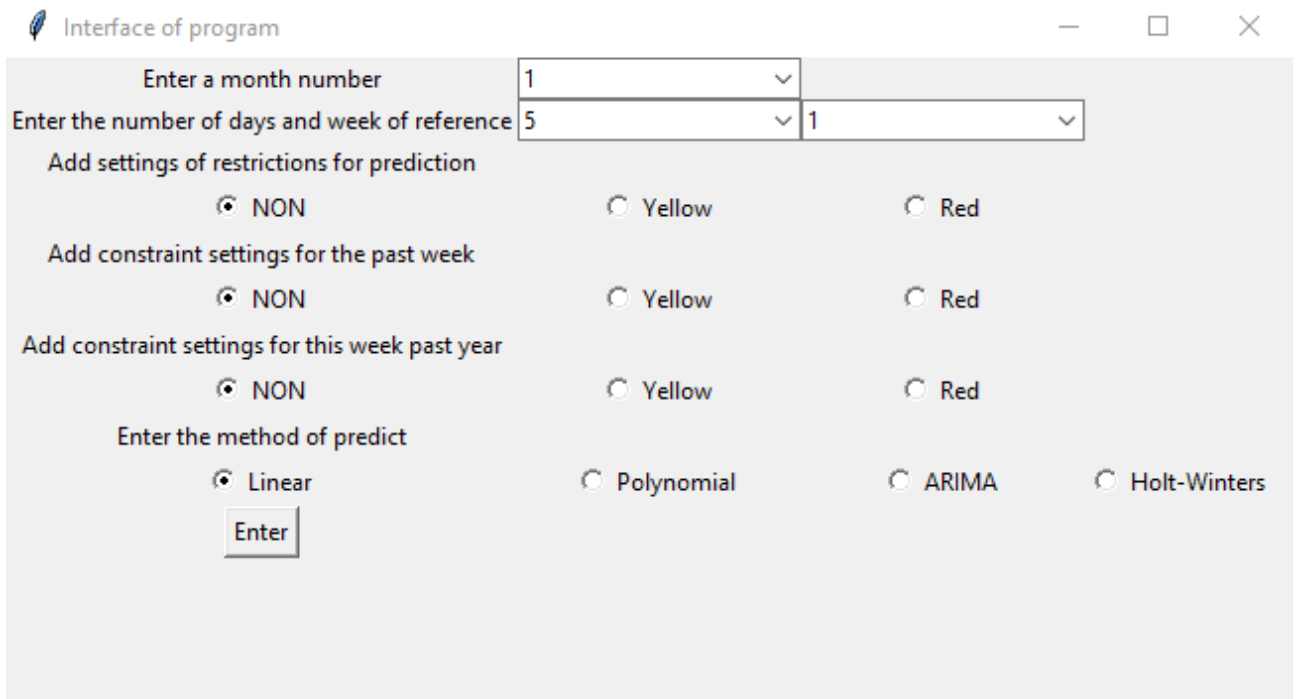 Interface of program
Enter a month number 1
Enter the number of days and week of reference 5 1
Add settings of restrictions for prediction
NON Yellow Red
Add constraint settings for the past week
NON Yellow Red
Add constraint settings for this week past year
NON Yellow Red
Enter the method of predict
Linear Polynomial ARIMA Holt-Winters
Enter